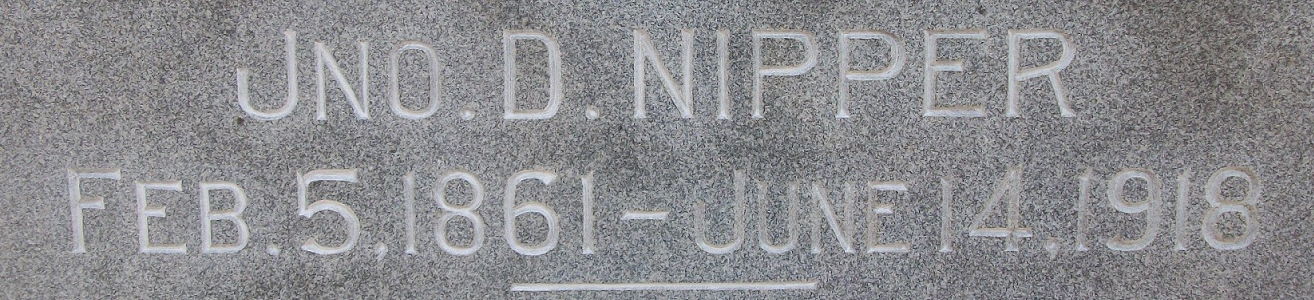 JNO. D. NIPPER
FEB. 5, 1861 – JUNE 14, 1918